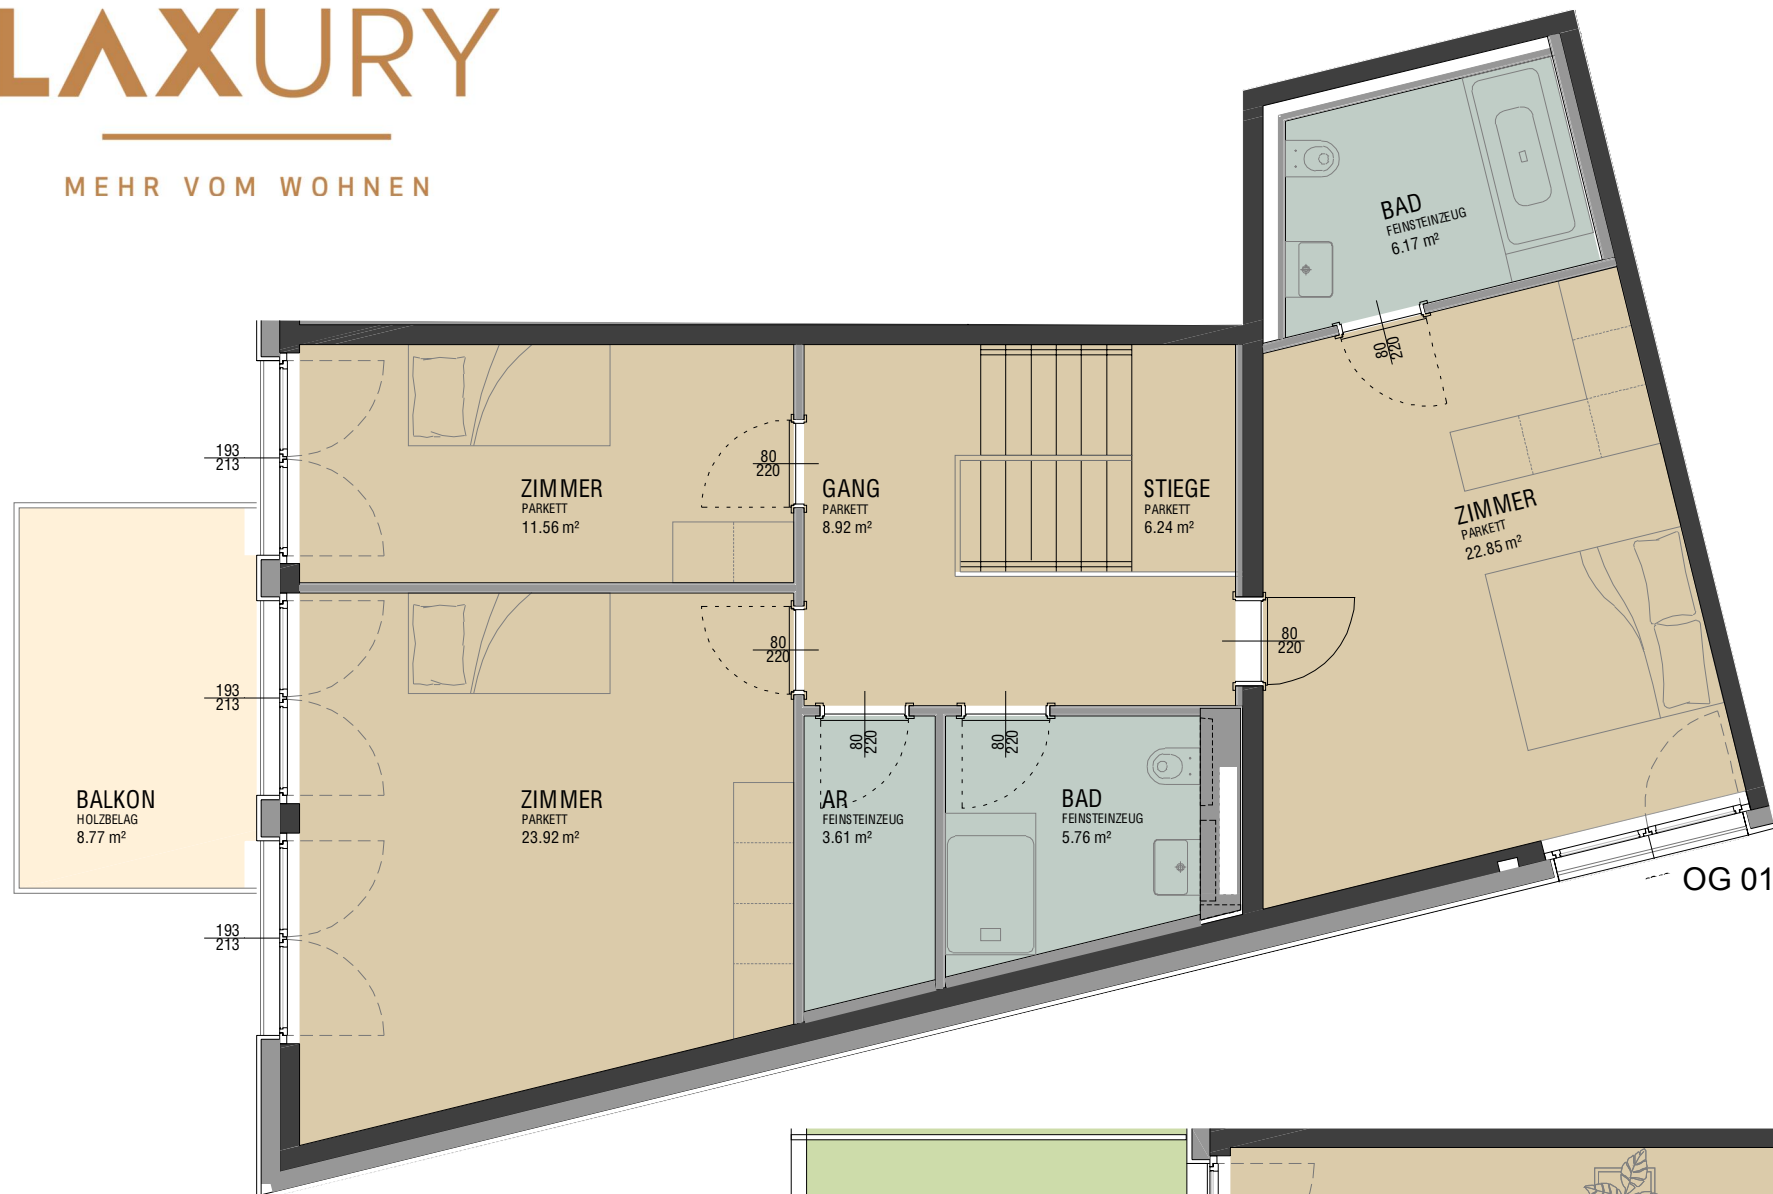 LAXURY
MEHR VOM WOHNEN
BAD
FEINSTEINZEUG
6.17 m²
80
220
193
213
ZIMMER
PARKETT
11.56 m²
80
220
GANG
PARKETT
8.92 m²
STIEGE
PARKETT
6.24 m²
ZIMMER
PARKETT
22.85 m²
80
220
80
220
193
213
80
220
80
220
BALKON
HOLZBELAG
8.77 m²
ZIMMER
PARKETT
23.92 m²
AR
FEINSTEINZEUG
3.61 m²
BAD
FEINSTEINZEUG
5.76 m²
OG 01
193
213